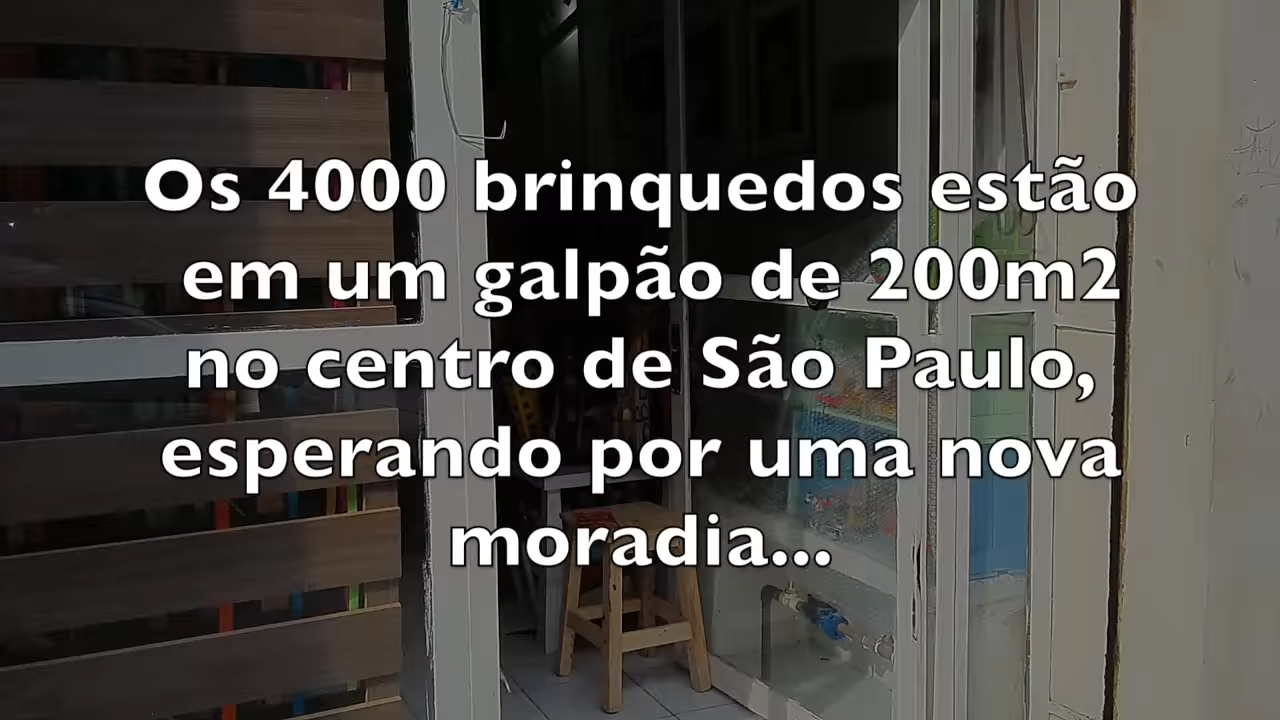 Os 4000 brinquedos estão
em um galpão de 200m2
no centro de São Paulo,
esperando por uma nova
moradia...